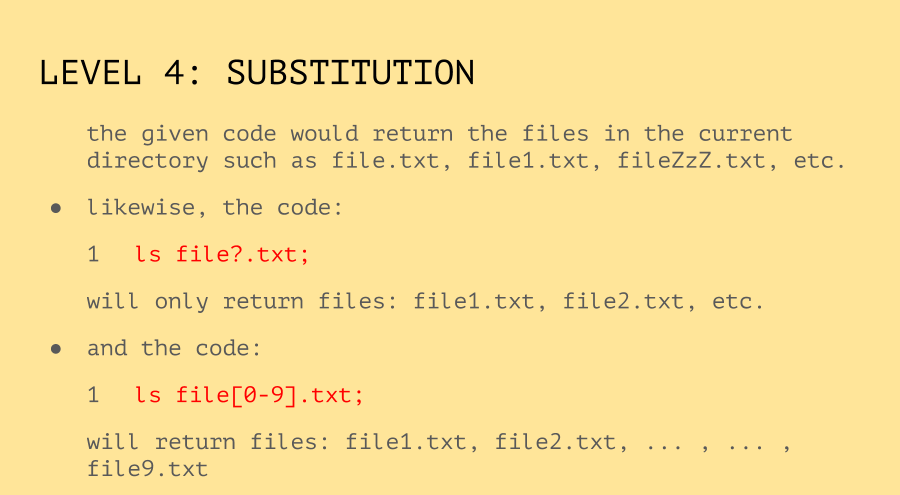 LEVEL 4: SUBSTITUTION
the given code would return the files in the current
directory such as file.txt, file1.txt, fileZzZ.txt, etc.
● likewise, the code:
1 ls file?.txt;
will only return files: file1.txt, file2.txt, etc.
● and the code:
1 ls file[0-9].txt;
will return files: file1.txt, file2.txt, ... , ... ,
file9.txt